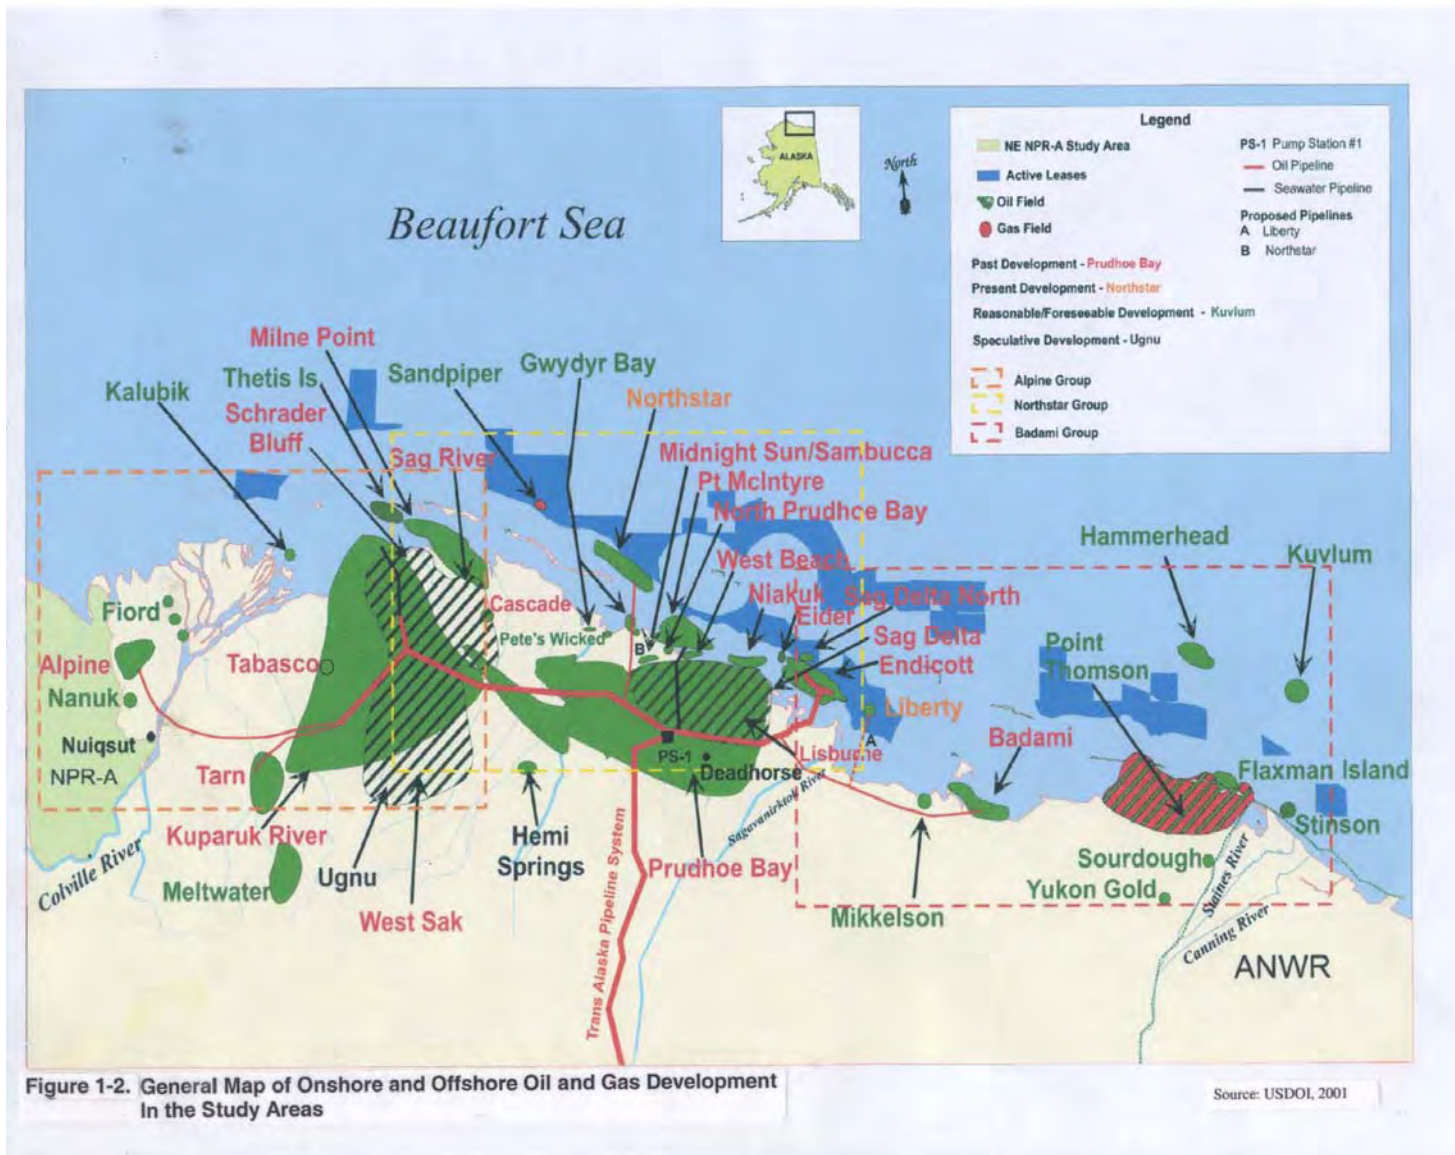 Legend
NE NPR-A Study Area
Active Leases
Oil Field
Gas Field
Past Development - Prudhoe Bay
Present Development - Northstar
Reasonable/Foreseeable Development - Kuvlum
Speculative Development - Ugnu
Alpine Group
Northstar Group
Badami Group
PS-1 Pump Station #1
Oil Pipeline
Seawater Pipeline
Proposed Pipelines
A Liberty
B Northstar
ALASKA
North
Beaufort Sea
Milne Point
Thetis Is
Kalubik
Schrader
Bluff
Sandpiper
Gwydyr Bay
Northstar
Sag River
Midnight Sun/Sambucca
Pt McIntyre
North Prudhoe Bay
West Beach
Niakuk
Sag Delta North
Eider
Sag Delta
Endicott
Liberty
Hammerhead
Kuvlum
Point
Thomson
Badami
Flaxman Island
Stinson
Fiord
Alpine
Nanuk
Nuiqsut
NPR-A
Tabasco
Tarn
Cascade
Pete's Wicked
B
A
PS-1
Deadhorse
Lisburne
Sagavanirktok River
Kuparuk River
Meltwater
Ugnu
West Sak
Hemi
Springs
Prudhoe Bay
Trans Alaska Pipeline System
Colville River
Mikkelson
Sourdough
Yukon Gold
Staines River
Canning River
ANWR
Figure 1-2. General Map of Onshore and Offshore Oil and Gas Development
In the Study Areas
Source: USDOI, 2001